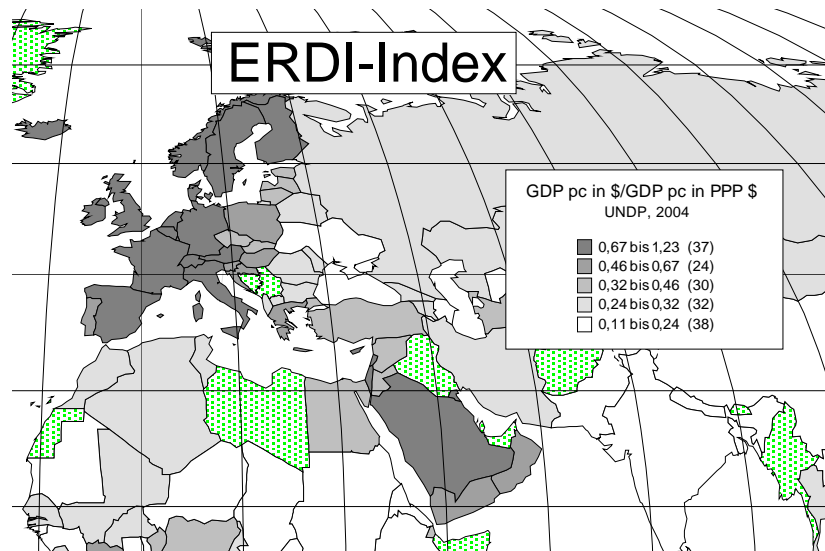 ERDI-Index
GDP pc in $/GDP pc in PPP $
UNDP, 2004
0,67 bis 1,23 (37)
0,46 bis 0,67 (24)
0,32 bis 0,46 (30)
0,24 bis 0,32 (32)
0,11 bis 0,24 (38)